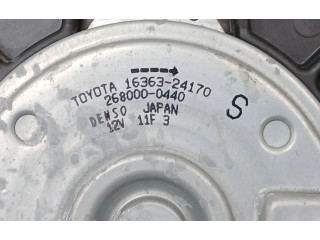 TOYOTA 16363-24170
268000-0440
DENSO JAPAN
12V 11F 3
S